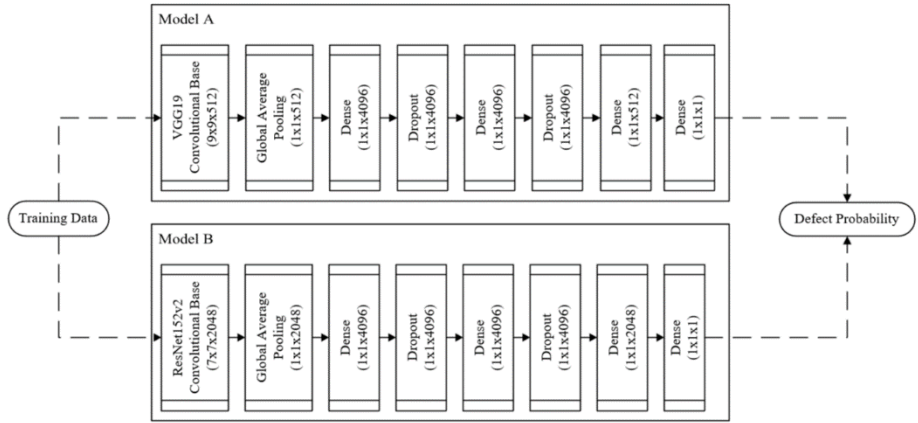 Model A
VGG19
Convolutional Base
(9x9x512)
Global Average
Pooling
(1x1x512)
Dense
(1x1x4096)
Dropout
(1x1x4096)
Dense
(1x1x4096)
Dropout
(1x1x4096)
Dense
(1x1x512)
Dense
(1x1x1)
Training Data
Defect Probability
Model B
ResNet152v2
Convolutional Base
(7x7x2048)
Global Average
Pooling
(1x1x2048)
Dense
(1x1x4096)
Dropout
(1x1x4096)
Dense
(1x1x4096)
Dropout
(1x1x4096)
Dense
(1x1x2048)
Dense
(1x1x1)